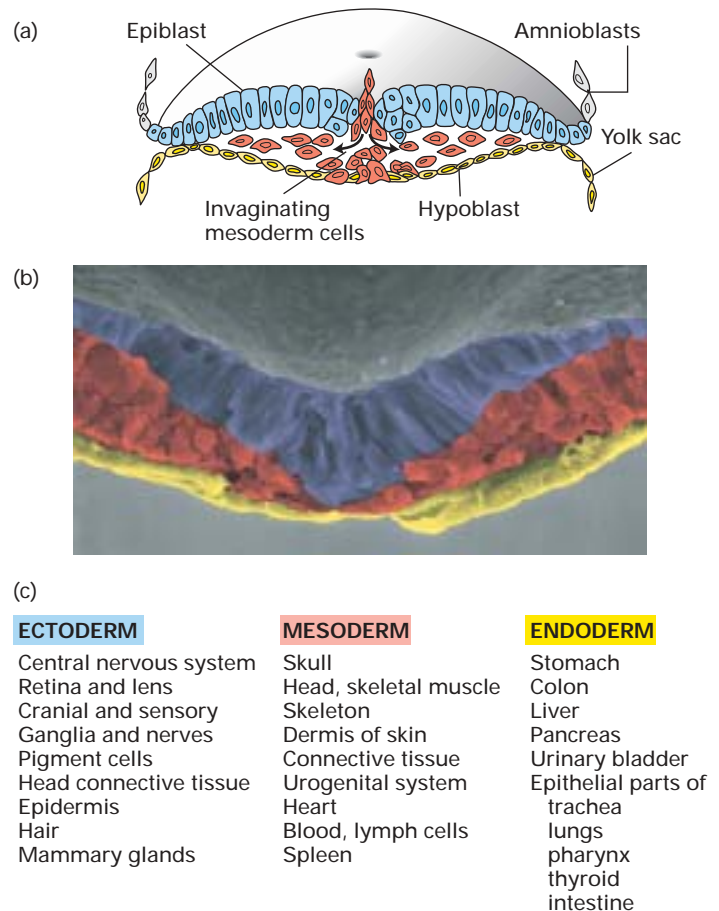 (a)
Epiblast
Amnioblasts
Yolk sac
Invaginating
mesoderm cells
Hypoblast
(b)
(c)
ECTODERM
Central nervous system
Retina and lens
Cranial and sensory
Ganglia and nerves
Pigment cells
Head connective tissue
Epidermis
Hair
Mammary glands
MESODERM
Skull
Head, skeletal muscle
Skeleton
Dermis of skin
Connective tissue
Urogenital system
Heart
Blood, lymph cells
Spleen
ENDODERM
Stomach
Colon
Liver
Pancreas
Urinary bladder
Epithelial parts of
trachea
lungs
pharynx
thyroid
intestine